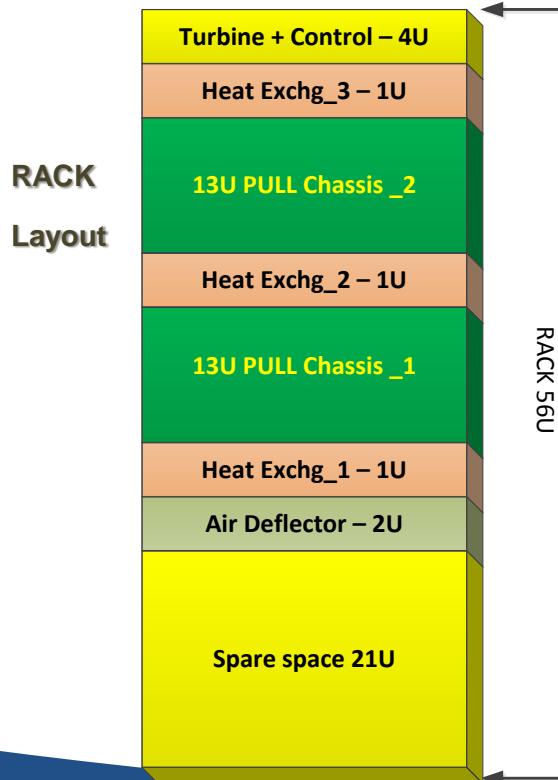 Turbine + Control – 4U
Heat Exchg_3 – 1U
13U PULL Chassis _2
RACK
Layout
Heat Exchg_2 – 1U
13U PULL Chassis _1
RACK 56U
Heat Exchg_1 – 1U
Air Deflector – 2U
Spare space 21U